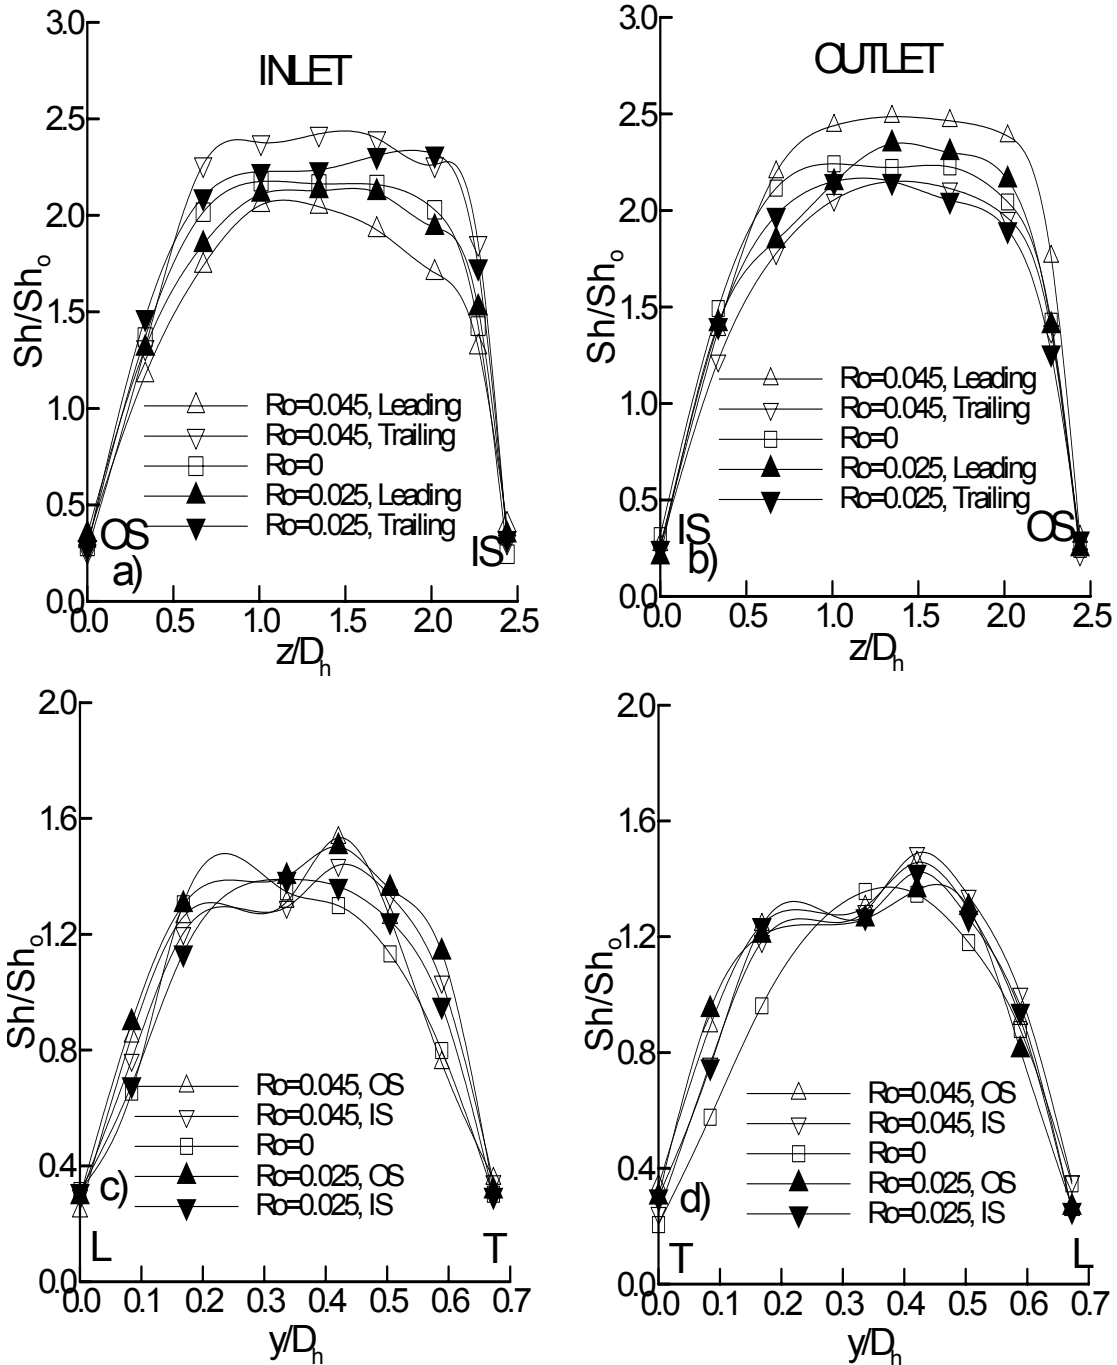 3.0
INLET
2.5
2.0
Sh/Sho
1.5
1.0
Ro=0.045, Leading
Ro=0.045, Trailing
Ro=0
Ro=0.025, Leading
Ro=0.025, Trailing
0.5
OS
IS
a)
0.0
0.0 0.5 1.0 1.5 2.0 2.5
z/Dh
3.0
OUTLET
2.5
2.0
Sh/Sho
1.5
1.0
Ro=0.045, Leading
Ro=0.045, Trailing
Ro=0
Ro=0.025, Leading
Ro=0.025, Trailing
0.5
IS
OS
b)
0.0
0.0 0.5 1.0 1.5 2.0 2.5
z/Dh
2.0
1.6
1.2
Sh/Sho
0.8
Ro=0.045, OS
Ro=0.045, IS
Ro=0
Ro=0.025, OS
Ro=0.025, IS
0.4
c)
L
T
0.0
0.0 0.1 0.2 0.3 0.4 0.5 0.6 0.7
y/Dh
2.0
1.6
1.2
Sh/Sho
0.8
Ro=0.045, OS
Ro=0.045, IS
Ro=0
Ro=0.025, OS
Ro=0.025, IS
0.4
d)
T
L
0.0
0.0 0.1 0.2 0.3 0.4 0.5 0.6 0.7
y/Dh